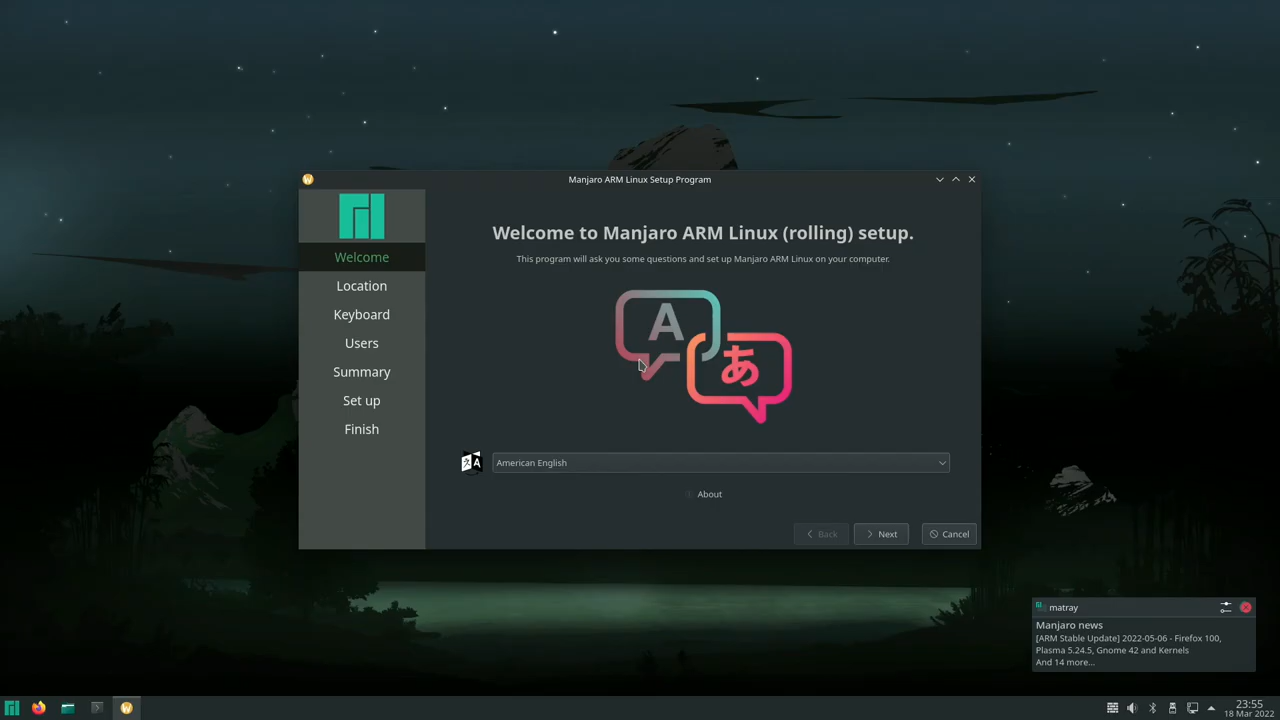 Manjaro ARM Linux Setup Program
Welcome
Location
Keyboard
Users
Summary
Set up
Finish
Welcome to Manjaro ARM Linux (rolling) setup.
This program will ask you some questions and set up Manjaro ARM Linux on your computer.
A
あ
American English
About
Back
Next
Cancel
matray
Manjaro news
[ARM Stable Update] 2022-05-06 - Firefox 100,
Plasma 5.24.5, Gnome 42 and Kernels
And 14 more...
23:55
18 Mar 2022